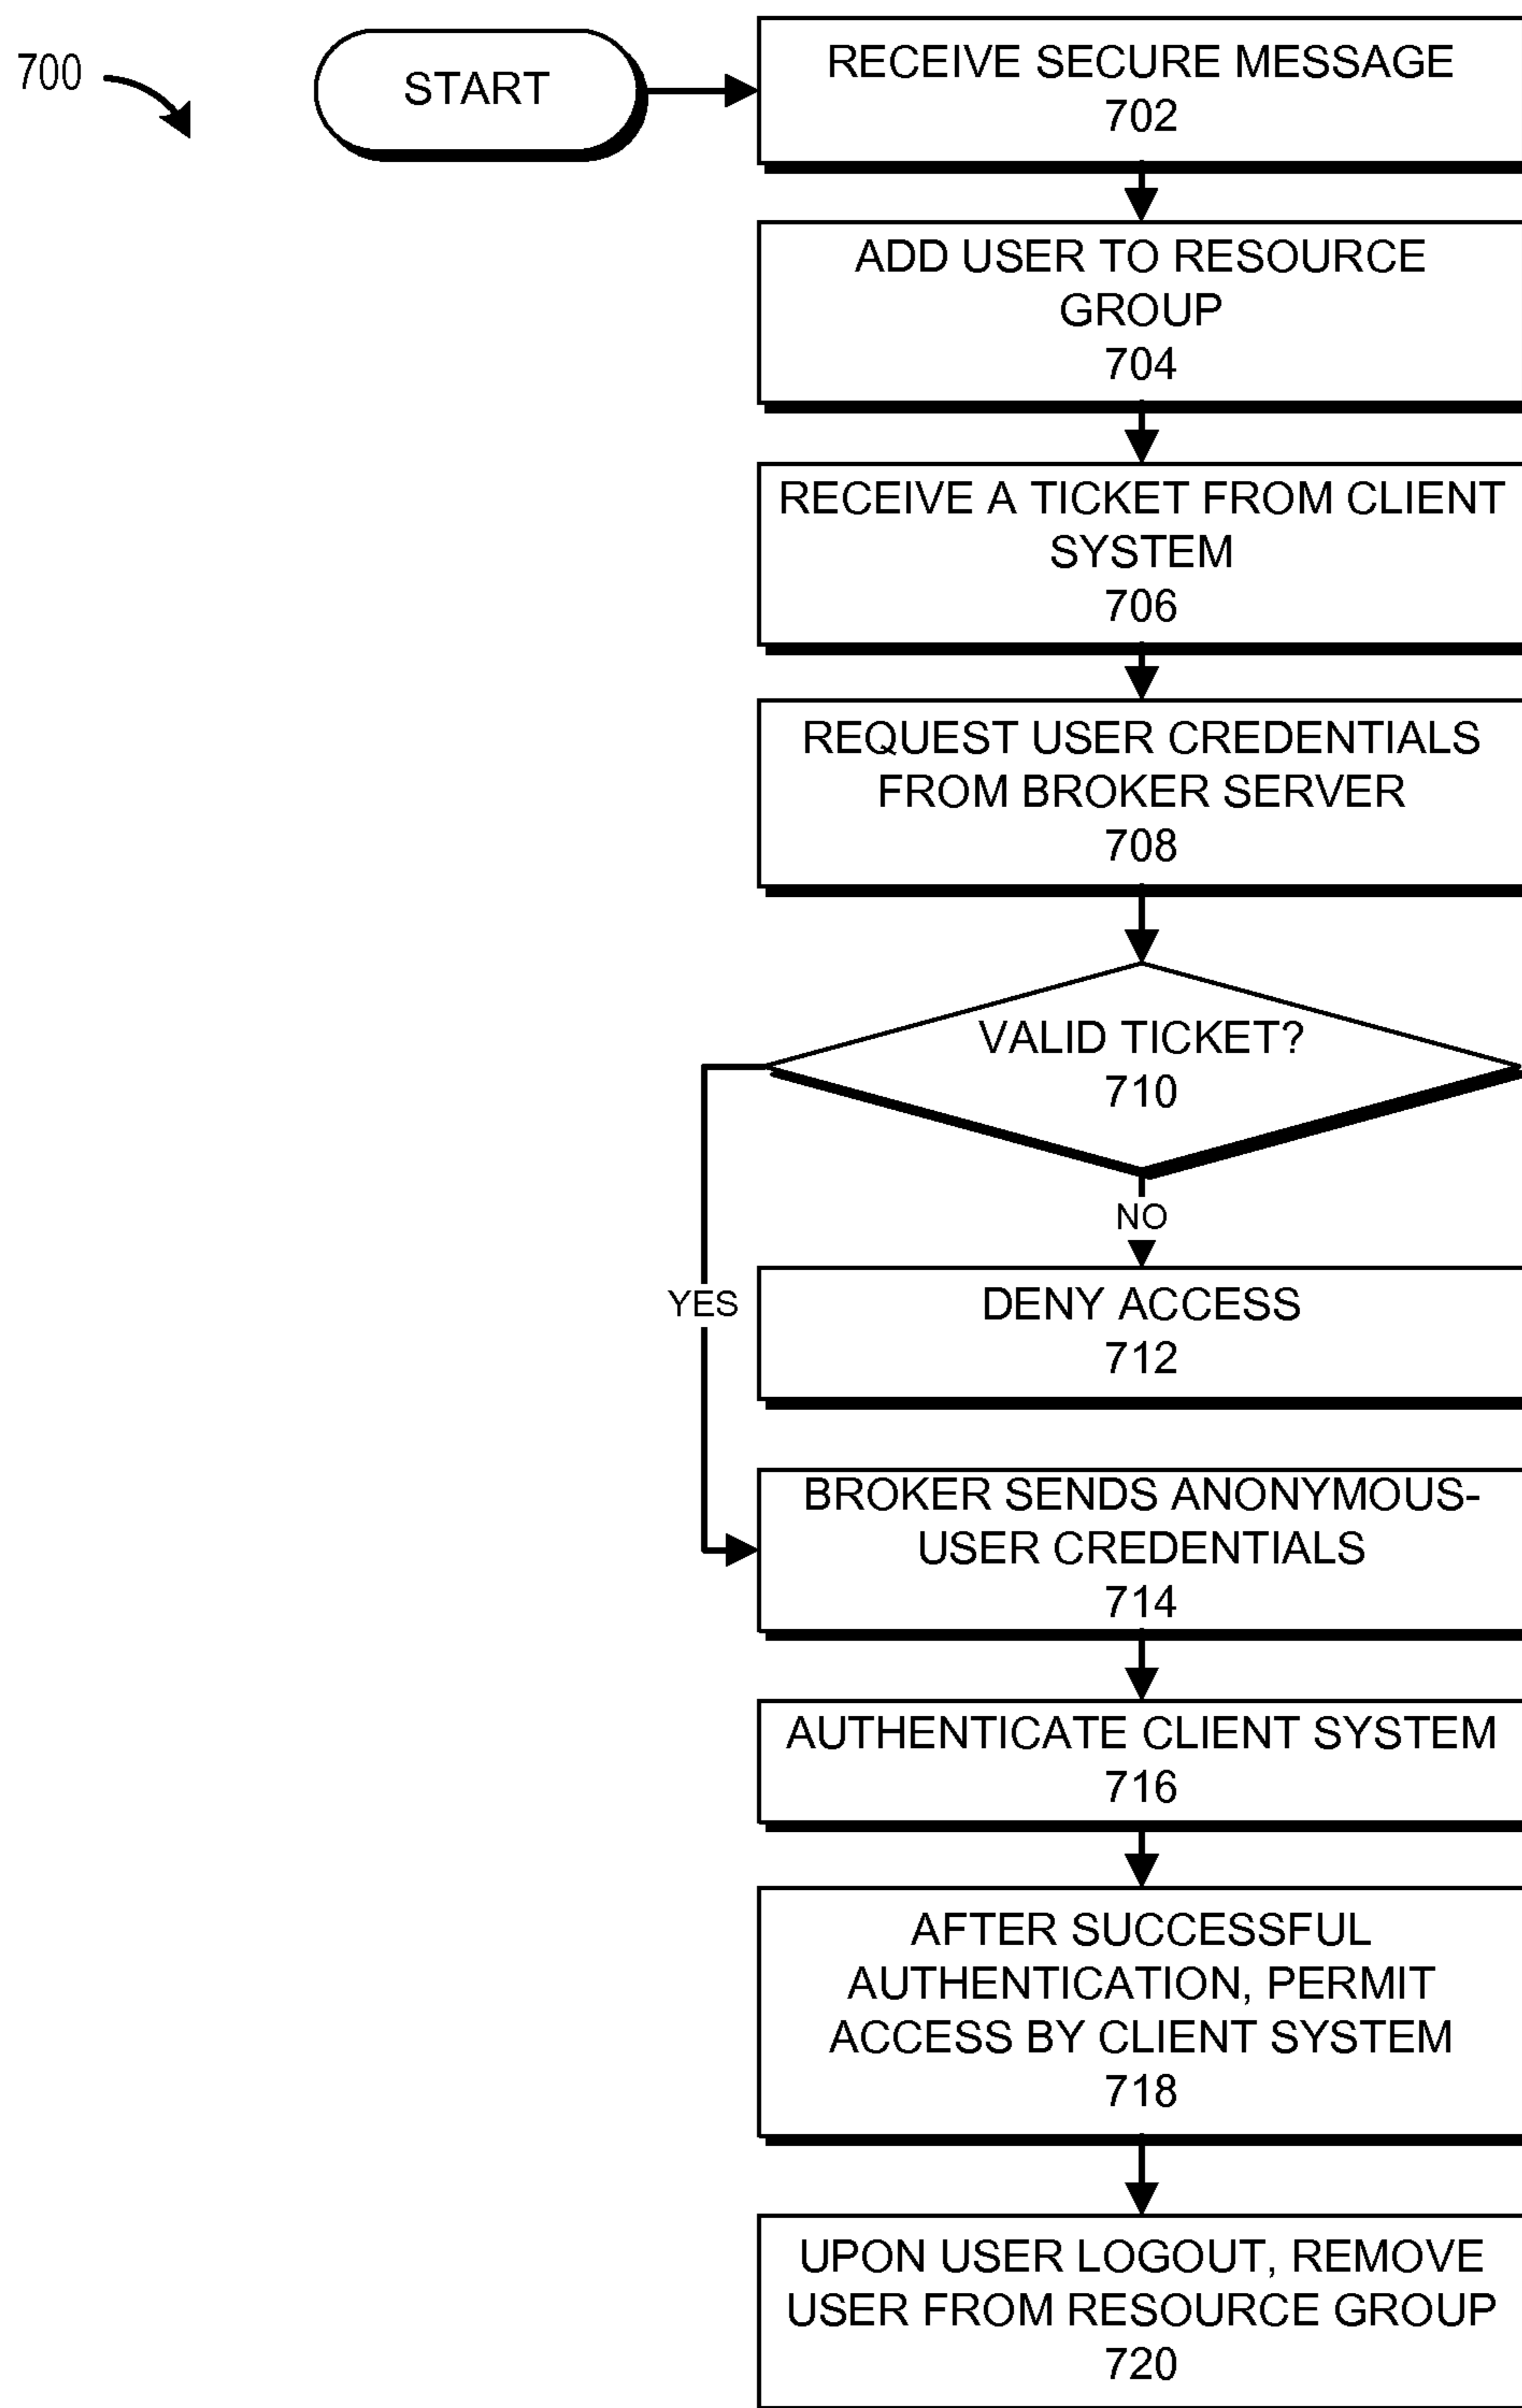 700
START
RECEIVE SECURE MESSAGE
702
ADD USER TO RESOURCE
GROUP
704
RECEIVE A TICKET FROM CLIENT
SYSTEM
706
REQUEST USER CREDENTIALS
FROM BROKER SERVER
708
VALID TICKET?
710
NO
YES
DENY ACCESS
712
BROKER SENDS ANONYMOUS-
USER CREDENTIALS
714
AUTHENTICATE CLIENT SYSTEM
716
AFTER SUCCESSFUL
AUTHENTICATION, PERMIT
ACCESS BY CLIENT SYSTEM
718
UPON USER LOGOUT, REMOVE
USER FROM RESOURCE GROUP
720